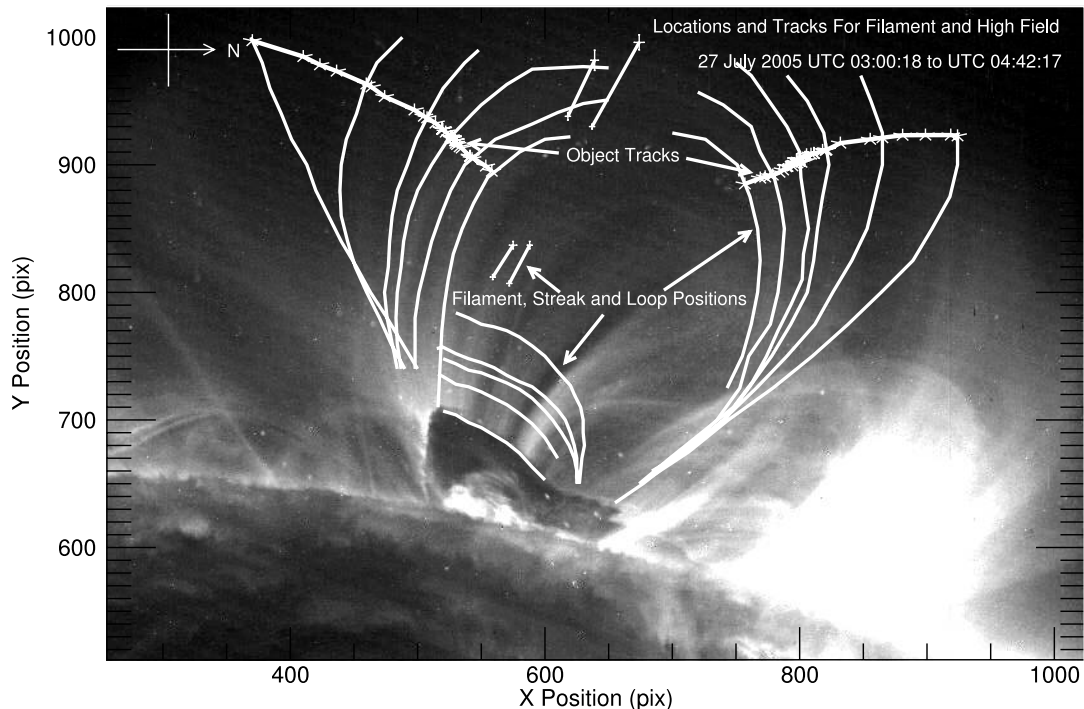 Locations and Tracks For Filament and High Field
27 July 2005 UTC 03:00:18 to UTC 04:42:17
N
Object Tracks
Filament, Streak and Loop Positions
1000
900
800
700
600
Y Position (pix)
400
600
800
1000
X Position (pix)